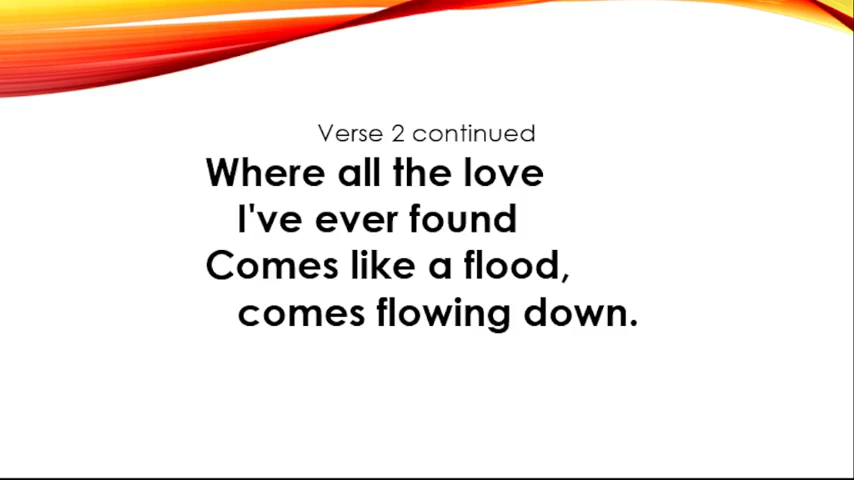 Verse 2 continued
Where all the love
I've ever found
Comes like a flood,
comes flowing down.